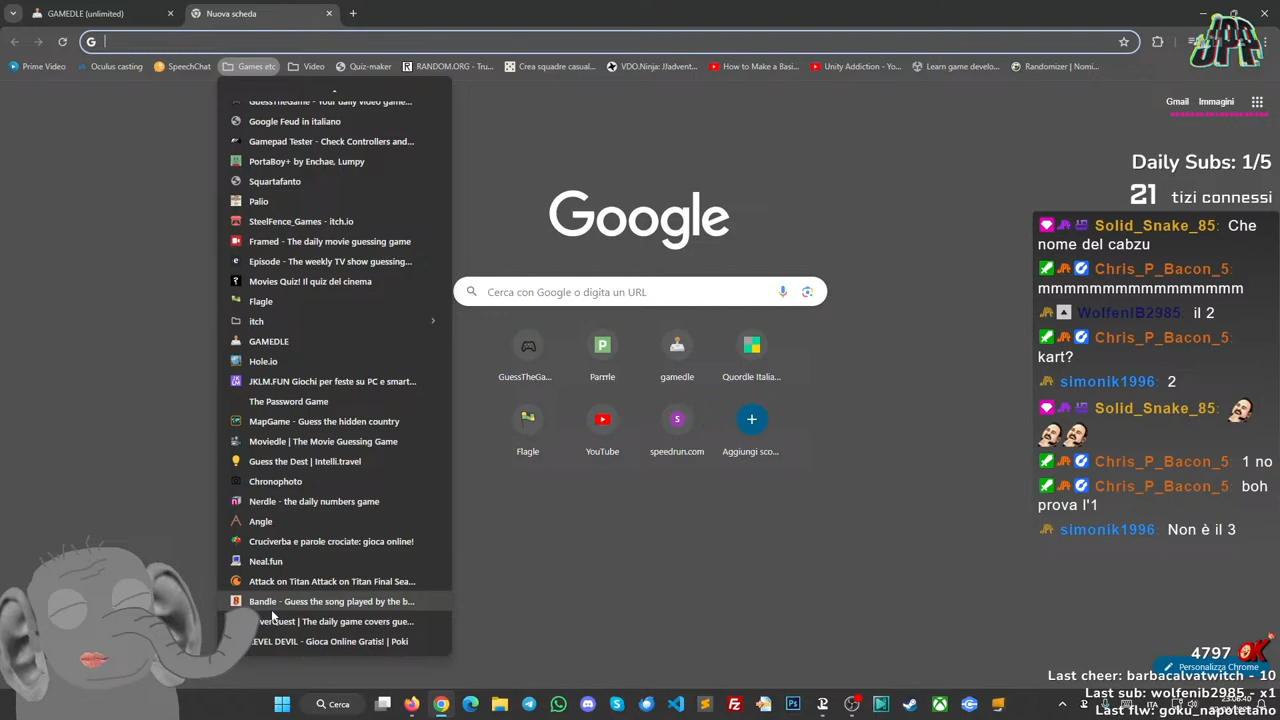 GAMEDLE (unlimited)
Nuova scheda
Prime Video
Oculus casting
SpeechChat
Games etc
Video
Quiz-maker
RANDOM.ORG - Tru...
Crea squadre casual...
VDO.Ninja: JJadvent...
How to Make a Basi...
Unity Addiction - Yo...
Learn game develo...
Randomizer | Nomi...
Gmail
Immagini
GuessTheGame - Your daily video game...
Google Feud in italiano
Gamepad Tester - Check Controllers and...
PortaBoy+ by Enchae, Lumpy
Squartafanto
Palio
SteelFence_Games - itch.io
Framed - The daily movie guessing game
Episode - The weekly TV show guessing...
Movies Quiz! Il quiz del cinema
Flagle
itch
GAMEDLE
Hole.io
JKLM.FUN Giochi per feste su PC e smart...
The Password Game
MapGame - Guess the hidden country
Moviedle | The Movie Guessing Game
Guess the Dest | Intelli.travel
Chronophoto
Nerdle - the daily numbers game
Angle
Cruciverba e parole crociate: gioca online!
Neal.fun
Attack on Titan Attack on Titan Final Sea...
Bandle - Guess the song played by the b...
verquest | The daily game covers gue...
LEVEL DEVIL - Gioca Online Gratis! | Poki
Google
Cerca con Google o digita un URL
GuessTheGa...
Parrle
gamedle
Quordle Italia...
Flagle
YouTube
speedrun.com
Aggiungi sco...
Daily Subs: 1/5
21 tizi connessi
Solid_Snake_85: Che
nome del cabzu
Chris_P_Bacon_5:
mmmmmmmmmmmmmmmm
WolfenIB2985: il 2
Chris_P_Bacon_5:
kart?
simonik1996: 2
Solid_Snake_85:
Chris_P_Bacon_5: 1 no
Chris_P_Bacon_5: boh
prova l'1
simonik1996: Non è il 3
4797
Personalizza Chrome
Last cheer: barbacalvatwitch - 10
Last sub: wolfenib2985 - x1
Last flw: goku_napoletano
Cerca